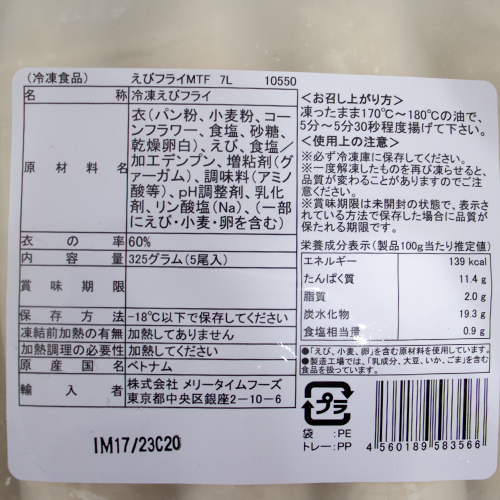 (冷凍食品) えびフライMTF 7L 10550
名称 冷凍えびフライ
原材料名 衣(パン粉、小麦粉、コー
ンフラワー、食塩、砂糖、
乾燥卵白)、えび、食塩/
加工デンプン、増粘剤(グ
ァーガム)、調味料(アミノ
酸等)、pH調整剤、乳化
剤、リン酸塩(Na)、(一部
にえび・小麦・卵を含む)
衣の率 60%
内容量 325グラム(5尾入)
賞味期限
保存方法 -18℃以下で保存してください
凍結前加熱の有無 加熱してありません
加熱調理の必要性 加熱してください
原産国名 ベトナム
輸入者 株式会社 メリータイムフーズ
東京都中央区銀座2-10-6
IM17/23C20
<お召し上がり方>
凍ったまま170℃~180℃の油で、
5分~5分30秒程度揚げて下さい。
<使用上の注意>
※必ず冷凍庫に保存してください。
※一度解凍したものを再び凍らせると、
品質が変わることがありますのでご注
意ください。
※賞味期限は未開封の状態で、表示さ
れている方法で保存した場合に品質が
保たれる期限です。
栄養成分表示(製品100g当たり推定値)
エネルギー 139 kcal
たんぱく質 11.4 g
脂質 2.0 g
炭水化物 19.3 g
食塩相当量 0.9 g
●「えび、小麦、卵」を含む原材料を使用しています。
●製造工場では、「乳成分、大豆、いか、ごま」を含む
食品を扱っています。
プラ
袋 : PE
トレー : PP
4 560189 583566